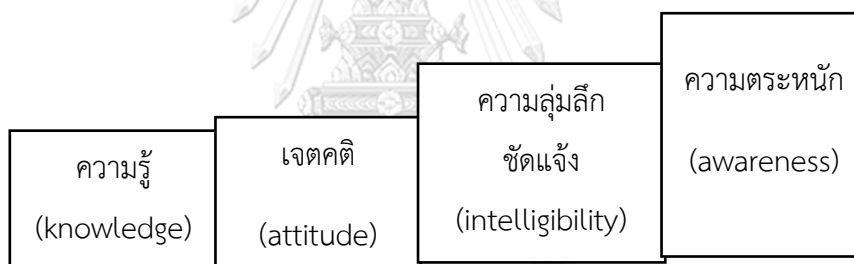 ความรู้
(knowledge)
เจตคติ
(attitude)
ความลุ่มลึก
ชัดแจ้ง
(intelligibility)
ความตระหนัก
(awareness)